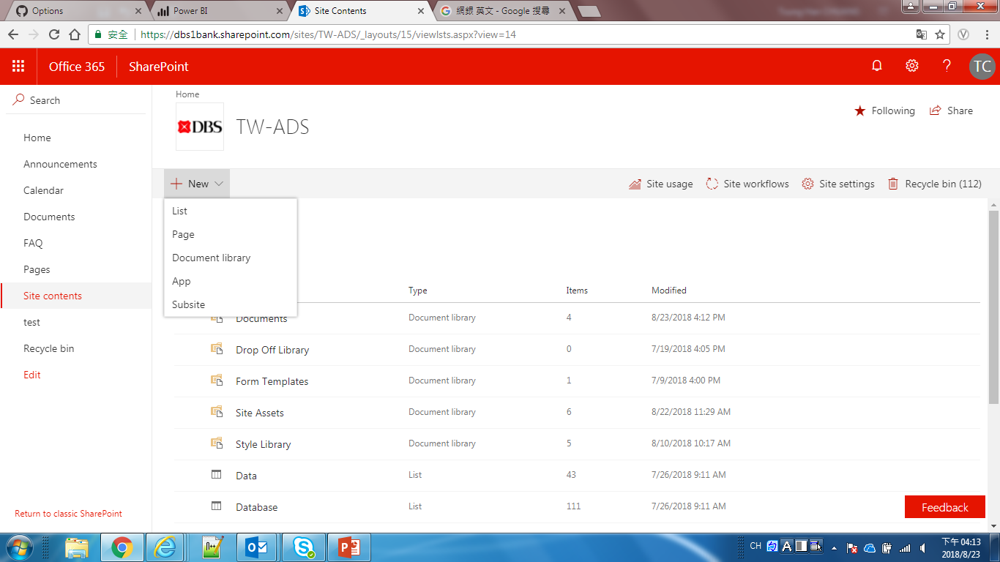 Options
Power BI
Site Contents
網銀 英文 - Google 搜尋
安全
https://dbs1bank.sharepoint.com/sites/TW-ADS/_layouts/15/viewlsts.aspx?view=14
Office 365
SharePoint
TC
Search
Home
Announcements
Calendar
Documents
FAQ
Pages
Site contents
test
Recycle bin
Edit
Return to classic SharePoint
Home
DBS
TW-ADS
Following
Share
New
Site usage
Site workflows
Site settings
Recycle bin (112)
List
Page
Document library
App
Subsite
Type Items Modified
Documents Document library 4 8/23/2018 4:12 PM
Drop Off Library Document library 0 7/19/2018 4:05 PM
Form Templates Document library 1 7/9/2018 4:00 PM
Site Assets Document library 6 8/22/2018 11:29 AM
Style Library Document library 5 8/10/2018 10:17 AM
Data List 43 7/26/2018 9:11 AM
Database List 111 7/26/2018 9:11 AM
Feedback
CH
下午 04:13
2018/8/23